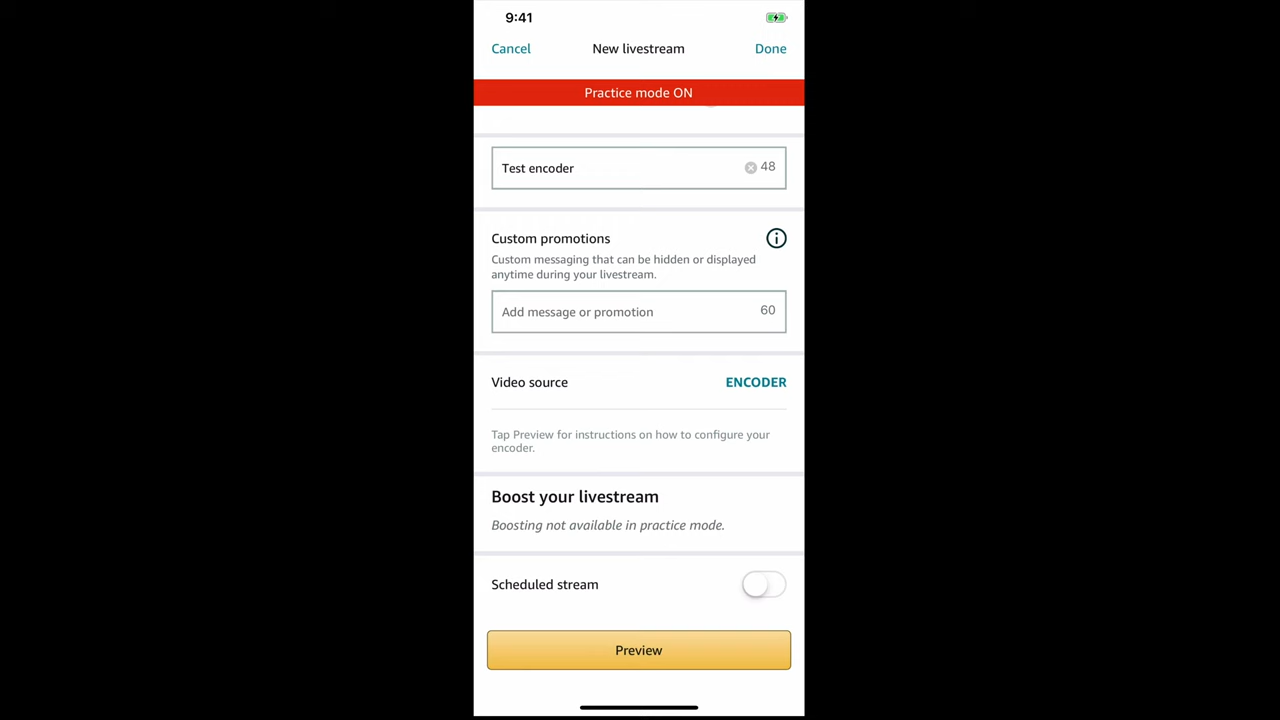 9:41
Cancel New livestream Done
Practice mode ON
Test encoder 48
Custom promotions
Custom messaging that can be hidden or displayed
anytime during your livestream.
Add message or promotion 60
Video source ENCODER
Tap Preview for instructions on how to configure your
encoder.
Boost your livestream
Boosting not available in practice mode.
Scheduled stream
Preview